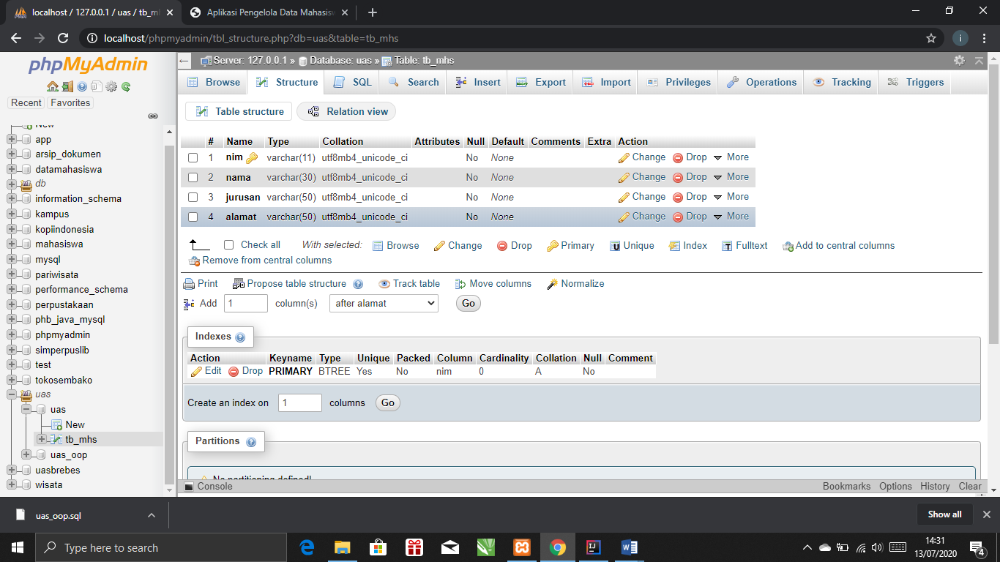 localhost / 127.0.0.1 / uas / tb_m
Aplikasi Pengelola Data Mahasisw
localhost/phpmyadmin/tbl_structure.php?db=uas&table=tb_mhs
i
phpMyAdmin
Recent
Favorites
New
app
arsip_dokumen
datamahasiswa
db
information_schema
kampus
kopiindonesia
mahasiswa
mysql
pariwisata
performance_schema
perpustakaan
phb_java_mysql
phpmyadmin
simperpuslib
test
tokosembako
uas
uas
New
tb_mhs
uas_oop
uasbrebes
wisata
Server: 127.0.0.1 » Database: uas » Table: tb_mhs
Browse Structure SQL Search Insert Export Import Privileges Operations Tracking Triggers
Table structure Relation view
# Name Type Collation Attributes Null Default Comments Extra Action
1 nim varchar(11) utf8mb4_unicode_ci No None Change Drop More
2 nama varchar(30) utf8mb4_unicode_ci No None Change Drop More
3 jurusan varchar(50) utf8mb4_unicode_ci No None Change Drop More
4 alamat varchar(50) utf8mb4_unicode_ci No None Change Drop More
Check all With selected: Browse Change Drop Primary Unique Index Fulltext Add to central columns
Remove from central columns
Print Propose table structure Track table Move columns Normalize
Add 1 column(s) after alamat Go
Indexes
Action Keyname Type Unique Packed Column Cardinality Collation Null Comment
Edit Drop PRIMARY BTREE Yes No nim 0 A No
Create an index on 1 columns Go
Partitions
No partitioning defined!
Console Bookmarks Options History Clear
uas_oop.sql
Show all
Type here to search
14:31
13/07/2020
4